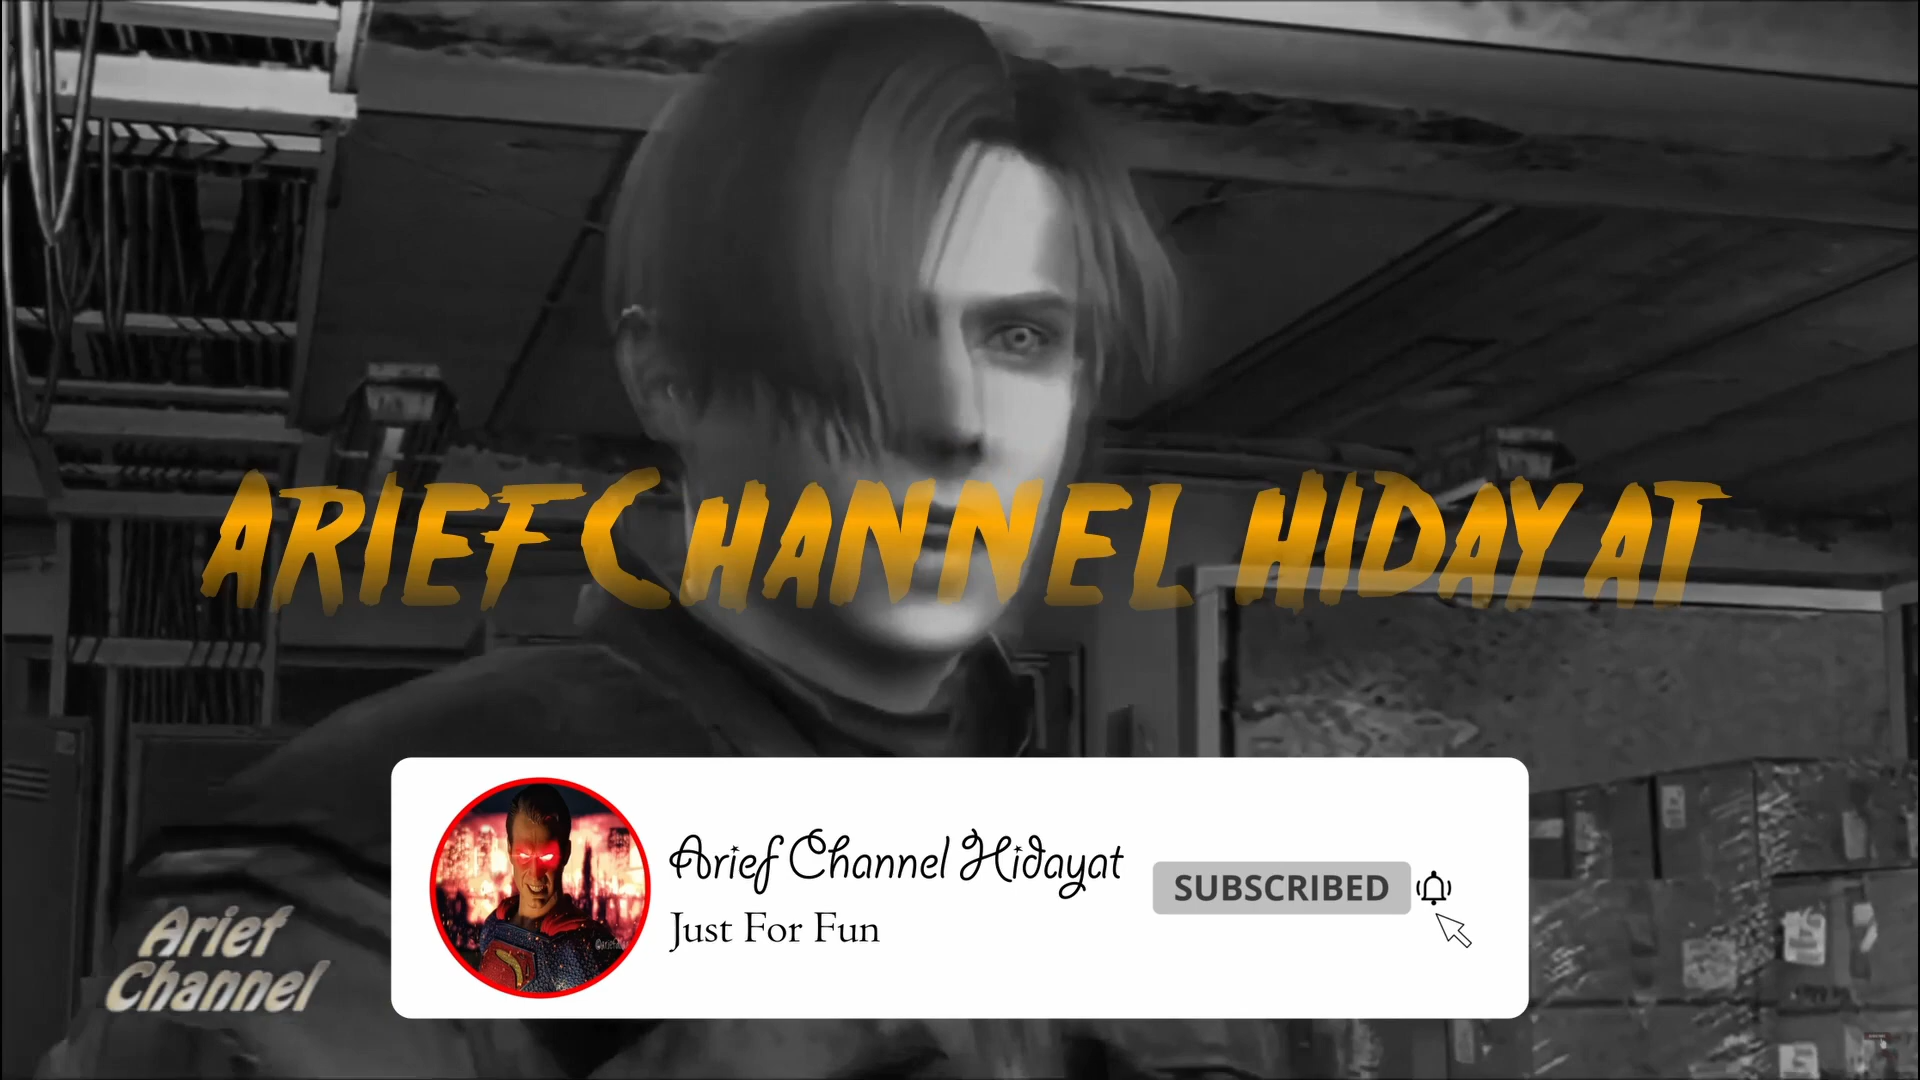 ARIEF CHANNEL HIDAYAT
Arief Channel Hidayat
Just For Fun
SUBSCRIBED
Arief
Channel